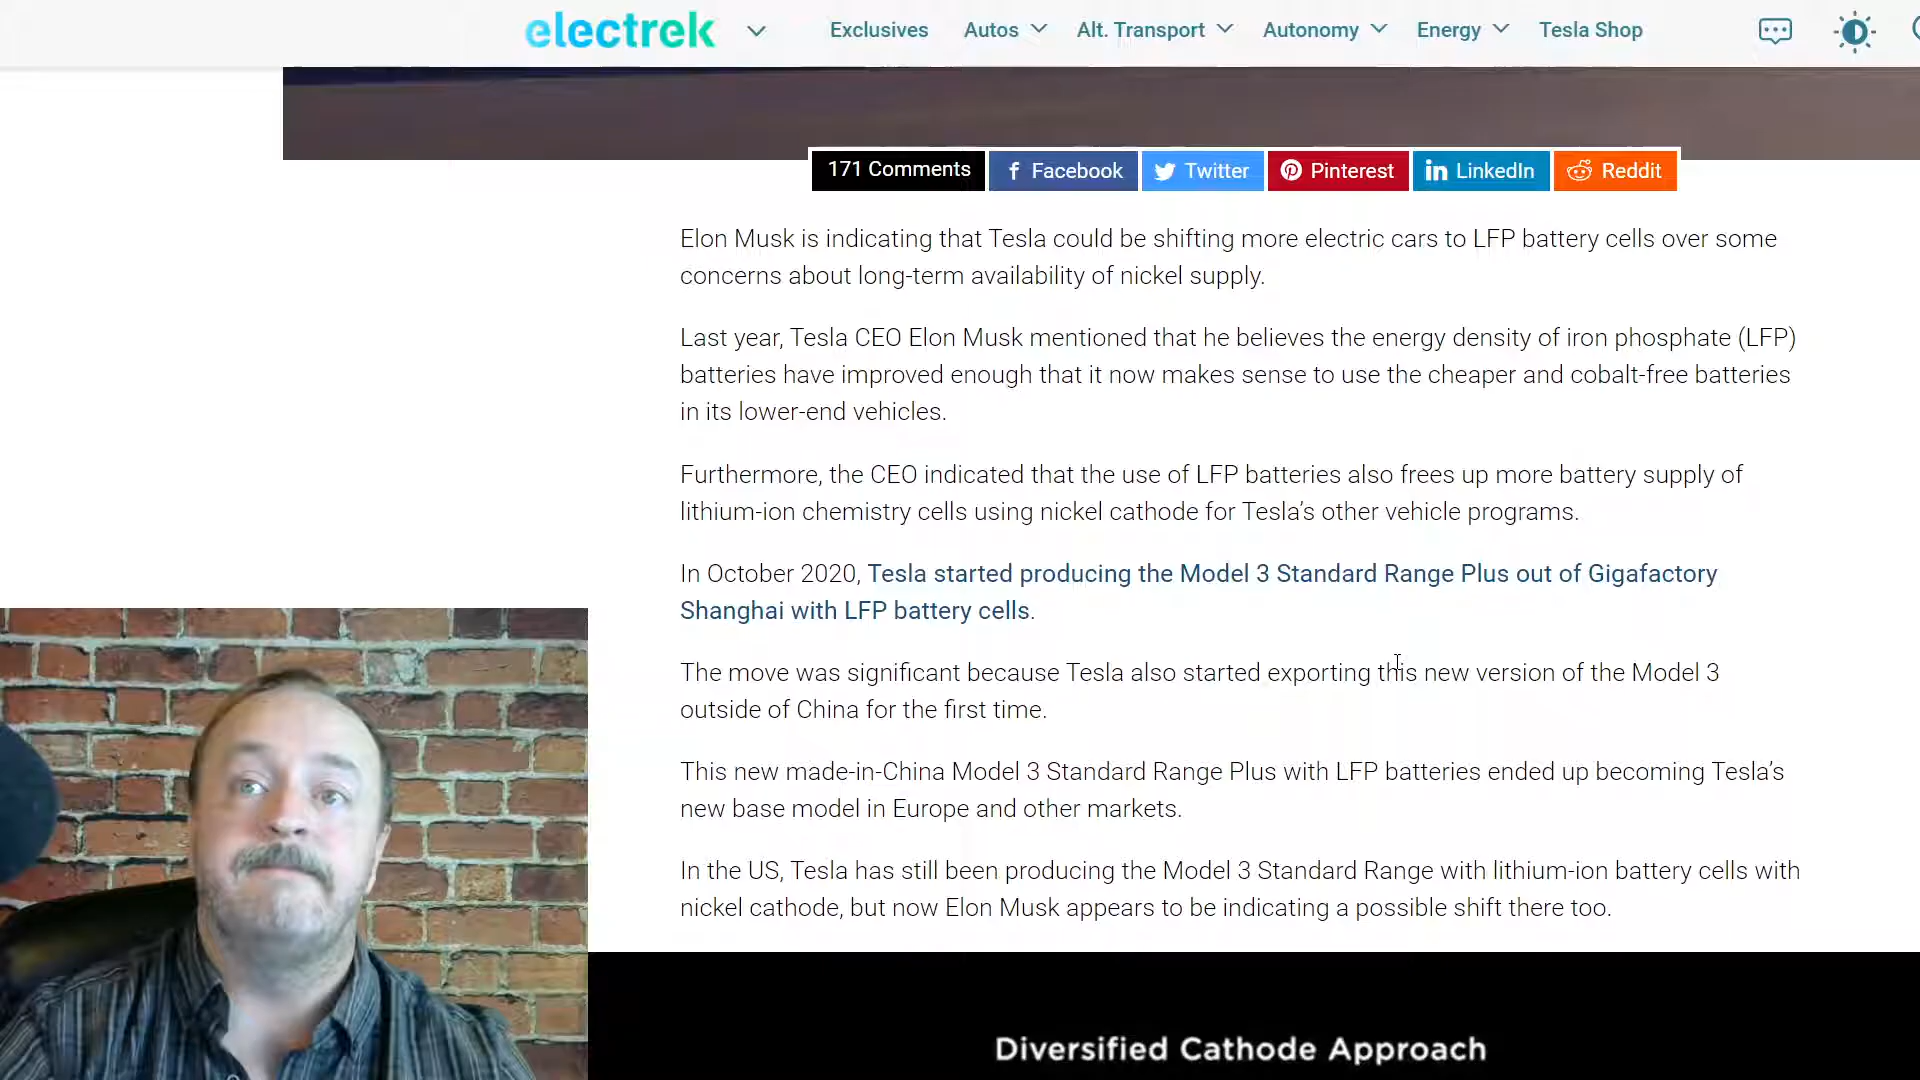 electrek
Exclusives Autos Alt. Transport Autonomy Energy Tesla Shop
171 Comments Facebook Twitter Pinterest LinkedIn Reddit
Elon Musk is indicating that Tesla could be shifting more electric cars to LFP battery cells over some
concerns about long-term availability of nickel supply.
Last year, Tesla CEO Elon Musk mentioned that he believes the energy density of iron phosphate (LFP)
batteries have improved enough that it now makes sense to use the cheaper and cobalt-free batteries
in its lower-end vehicles.
Furthermore, the CEO indicated that the use of LFP batteries also frees up more battery supply of
lithium-ion chemistry cells using nickel cathode for Tesla’s other vehicle programs.
In October 2020, Tesla started producing the Model 3 Standard Range Plus out of Gigafactory
Shanghai with LFP battery cells.
The move was significant because Tesla also started exporting this new version of the Model 3
outside of China for the first time.
This new made-in-China Model 3 Standard Range Plus with LFP batteries ended up becoming Tesla’s
new base model in Europe and other markets.
In the US, Tesla has still been producing the Model 3 Standard Range with lithium-ion battery cells with
nickel cathode, but now Elon Musk appears to be indicating a possible shift there too.
Diversified Cathode Approach